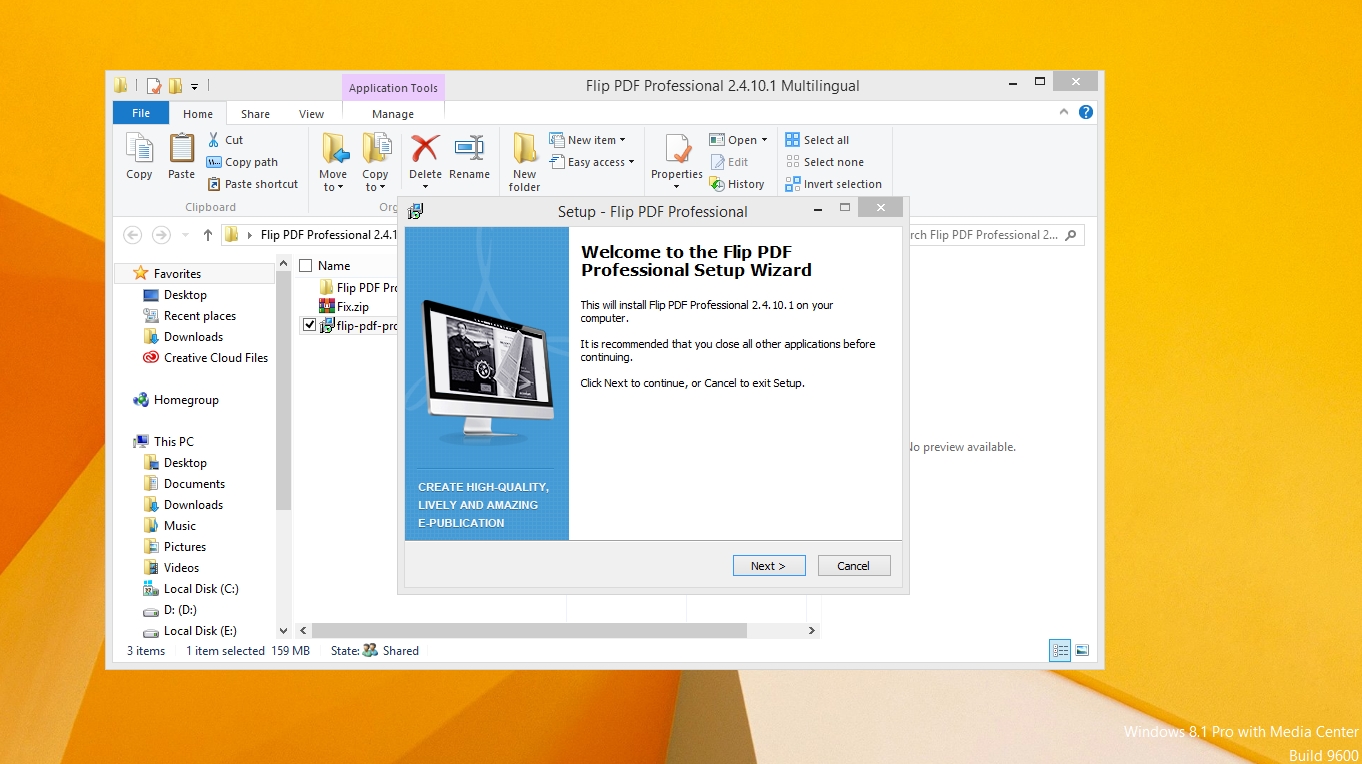 Application Tools
Flip PDF Professional 2.4.10.1 Multilingual
File
Home
Share
View
Manage
Copy
Paste
Cut
Copy path
Paste shortcut
Clipboard
Move to
Copy to
Delete
Rename
Org
New folder
New item
Easy access
Properties
Open
Edit
History
Select all
Select none
Invert selection
Flip PDF Professional 2.4.1
rch Flip PDF Professional 2...
Favorites
Desktop
Recent places
Downloads
Creative Cloud Files
Homegroup
This PC
Desktop
Documents
Downloads
Music
Pictures
Videos
Local Disk (C:)
D: (D:)
Local Disk (E:)
Name
Flip PDF Pro
Fix.zip
flip-pdf-pro
Setup - Flip PDF Professional
CREATE HIGH-QUALITY,
LIVELY AND AMAZING
E-PUBLICATION
Welcome to the Flip PDF
Professional Setup Wizard
This will install Flip PDF Professional 2.4.10.1 on your
computer.
It is recommended that you close all other applications before
continuing.
Click Next to continue, or Cancel to exit Setup.
Next >
Cancel
No preview available.
3 items
1 item selected 159 MB
State: Shared
Windows 8.1 Pro with Media Center
Build 9600